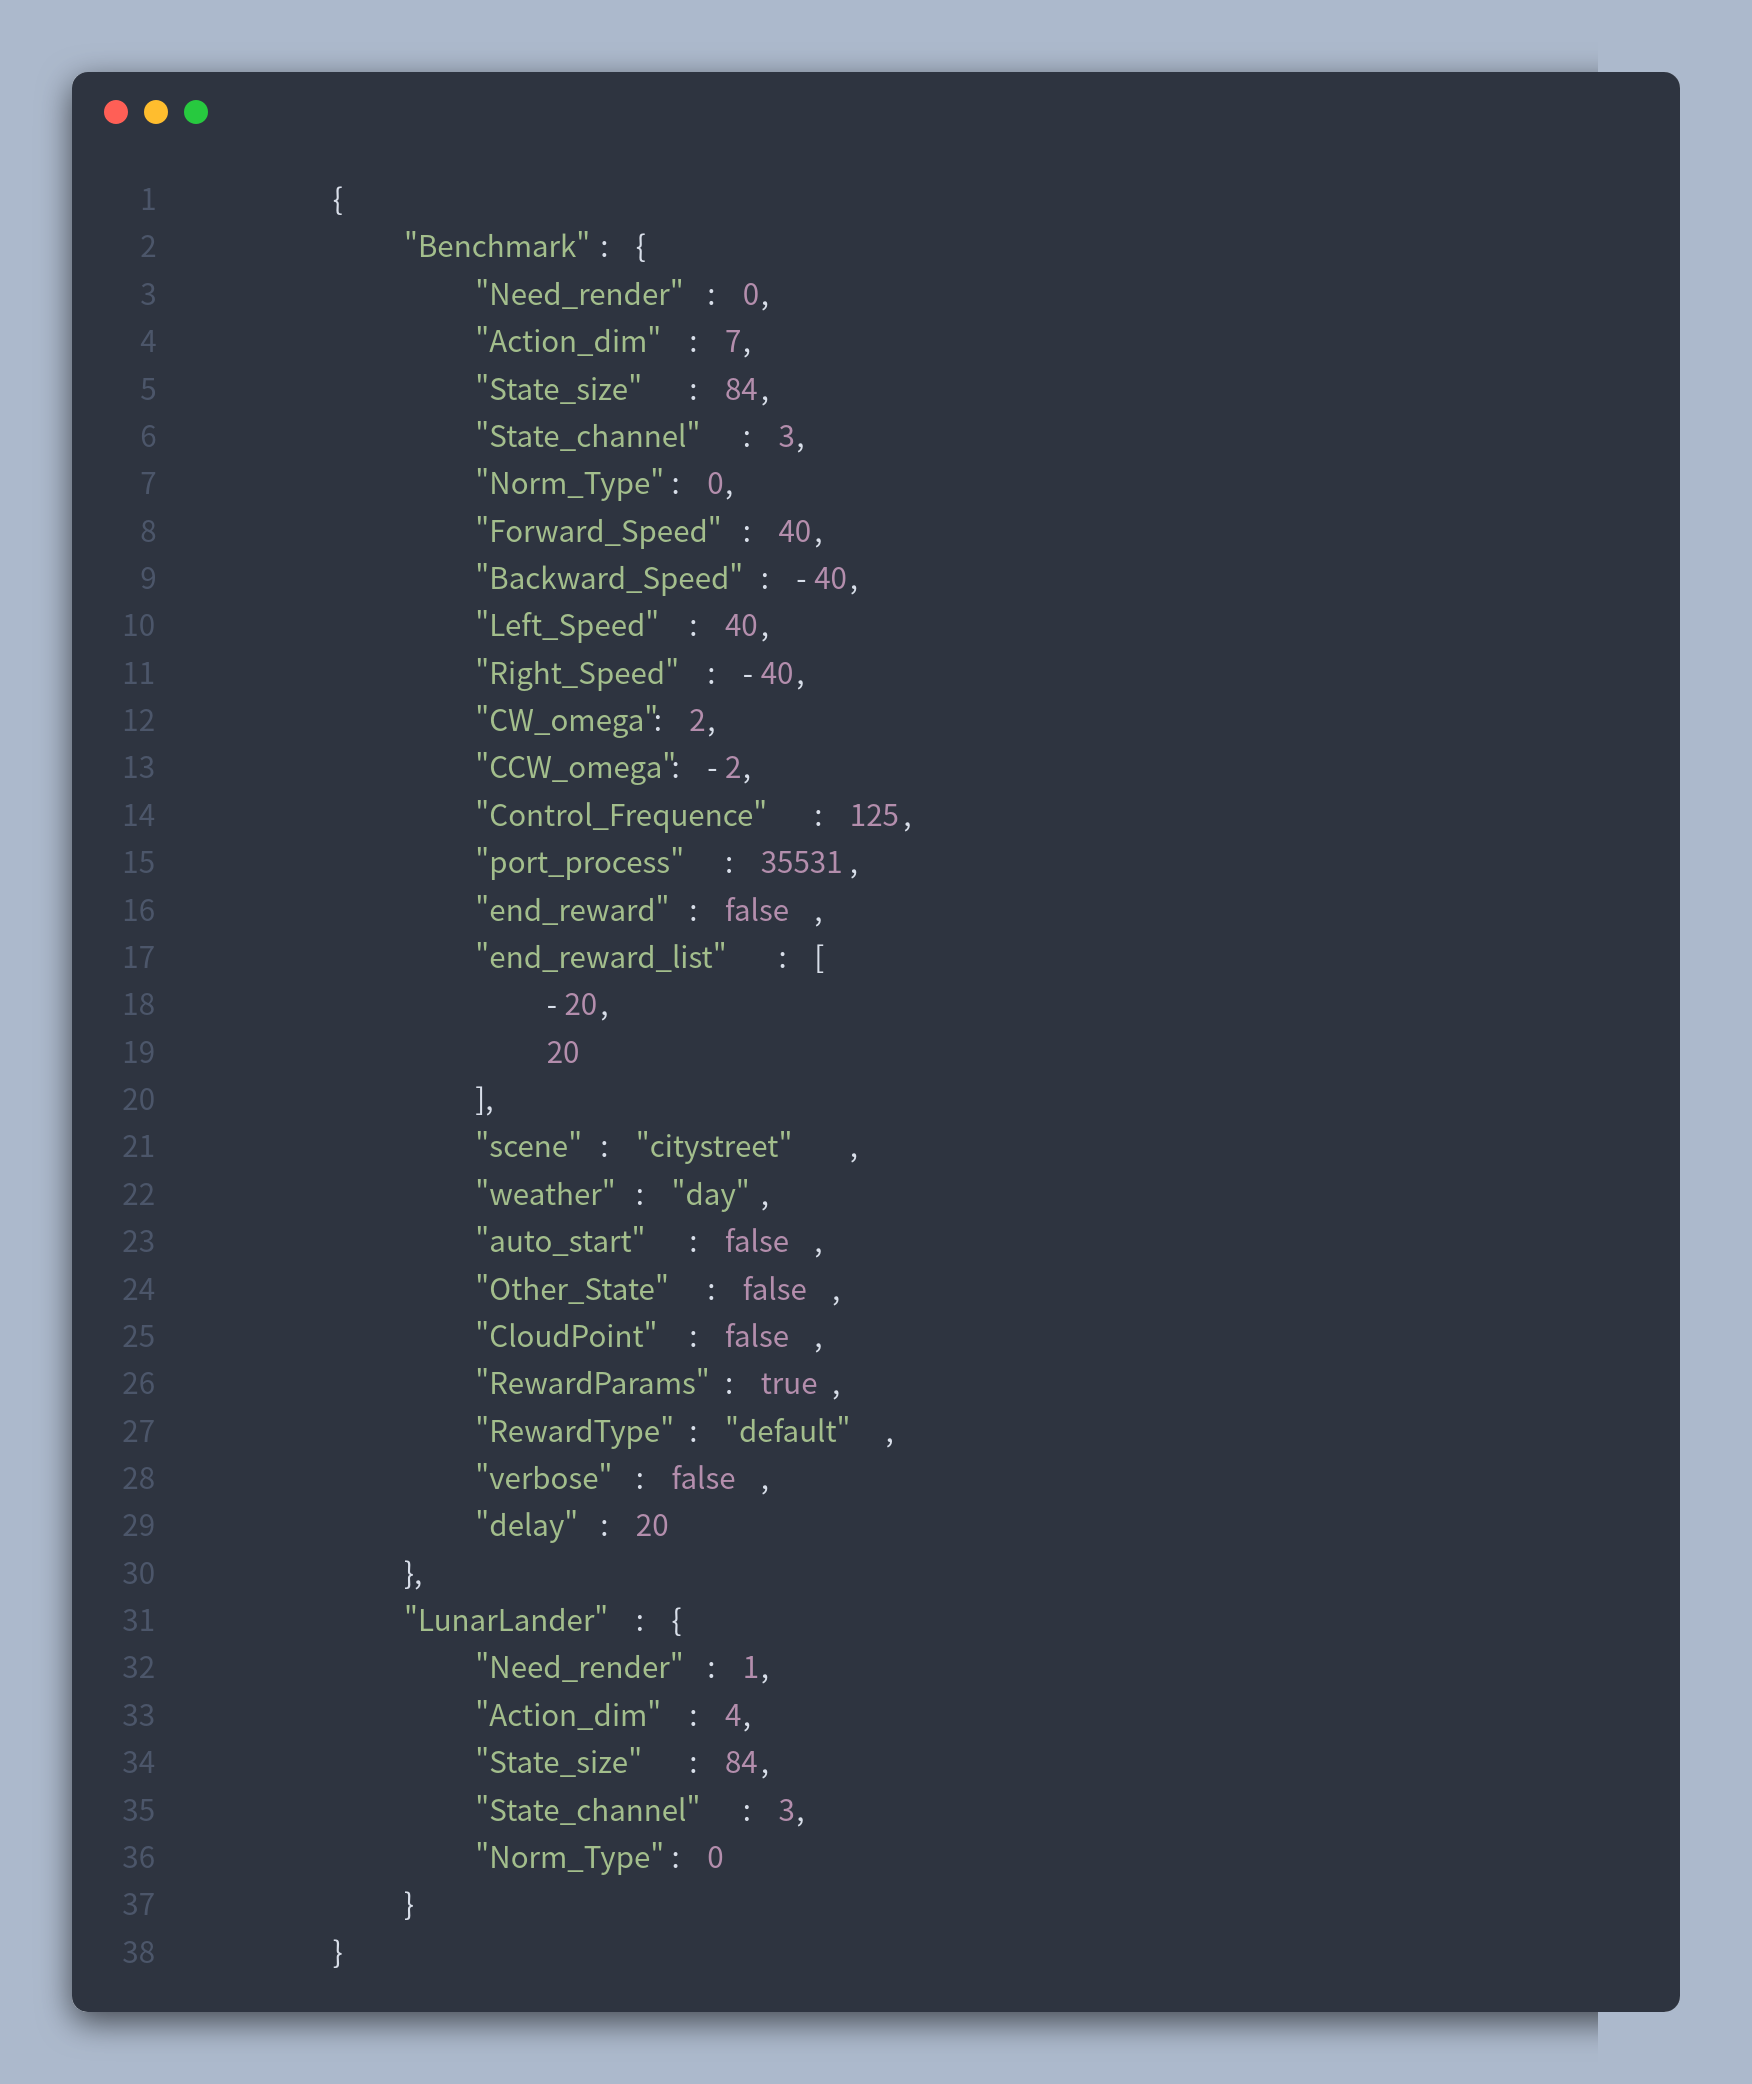 1 {
2 "Benchmark": {
3 "Need_render": 0,
4 "Action_dim": 7,
5 "State_size": 84,
6 "State_channel": 3,
7 "Norm_Type": 0,
8 "Forward_Speed": 40,
9 "Backward_Speed": -40,
10 "Left_Speed": 40,
11 "Right_Speed": -40,
12 "CW_omega": 2,
13 "CCW_omega": -2,
14 "Control_Frequence": 125,
15 "port_process": 35531,
16 "end_reward": false,
17 "end_reward_list": [
18 -20,
19 20
20 ],
21 "scene": "citystreet",
22 "weather": "day",
23 "auto_start": false,
24 "Other_State": false,
25 "CloudPoint": false,
26 "RewardParams": true,
27 "RewardType": "default",
28 "verbose": false,
29 "delay": 20
30 },
31 "LunarLander": {
32 "Need_render": 1,
33 "Action_dim": 4,
34 "State_size": 84,
35 "State_channel": 3,
36 "Norm_Type": 0
37 }
38 }